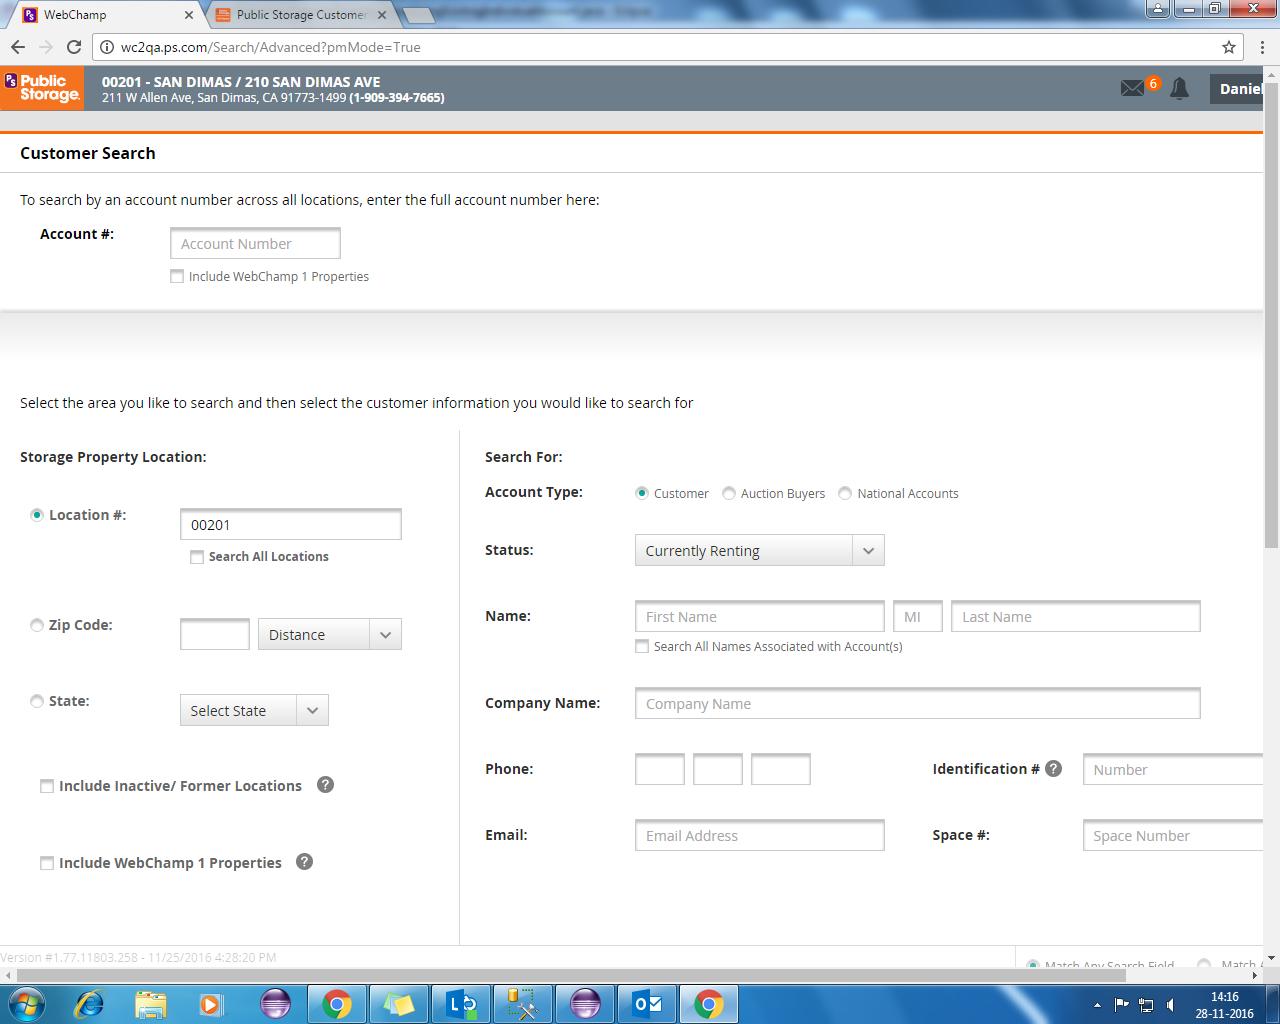 WebChamp
Public Storage Customer
wc2qa.ps.com/Search/Advanced?pmMode=True
Public Storage.
00201 - SAN DIMAS / 210 SAN DIMAS AVE
211 W Allen Ave, San Dimas, CA 91773-1499 (1-909-394-7665)
6
Daniel
Customer Search
To search by an account number across all locations, enter the full account number here:
Account #:
Account Number
Include WebChamp 1 Properties
Select the area you like to search and then select the customer information you would like to search for
Storage Property Location:
Location #:
00201
Search All Locations
Zip Code:
Distance
State:
Select State
Include Inactive/ Former Locations ?
Include WebChamp 1 Properties ?
Search For:
Account Type:
Customer
Auction Buyers
National Accounts
Status:
Currently Renting
Name:
First Name
MI
Last Name
Search All Names Associated with Account(s)
Company Name:
Company Name
Phone:
Identification # ?
Number
Email:
Email Address
Space #:
Space Number
Version #1.77.11803.258 - 11/25/2016 4:28:20 PM
Match Any Search Field
Match
14:16
28-11-2016